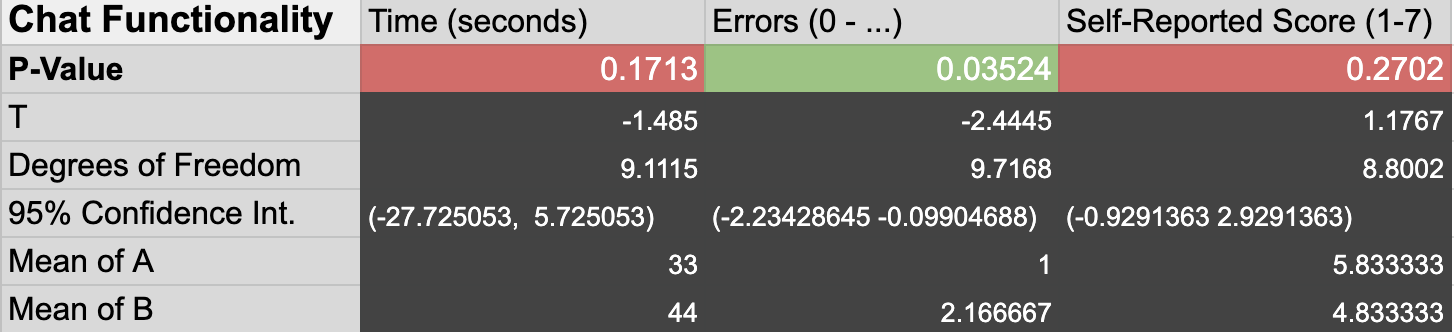 Chat Functionality Time (seconds) Errors (0 - ...) Self-Reported Score (1-7)
P-Value 0.1713 0.03524 0.2702
T -1.485 -2.4445 1.1767
Degrees of Freedom 9.1115 9.7168 8.8002
95% Confidence Int. (-27.725053, 5.725053) (-2.23428645 -0.09904688) (-0.9291363 2.9291363)
Mean of A 33 1 5.833333
Mean of B 44 2.166667 4.833333